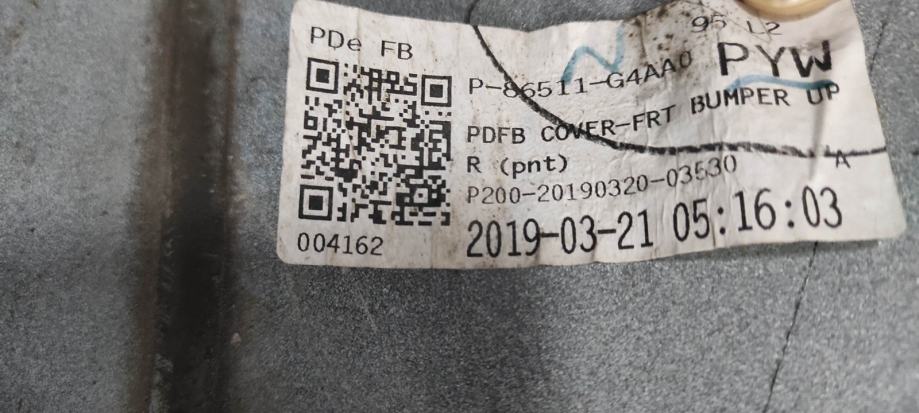 PDe FB
95 L2
P-86511-G4AA0 PYW
PDFB COVER-FRT BUMPER UP
R (pnt)
A
P200-20190320-03530
004162
2019-03-21 05:16:03
N